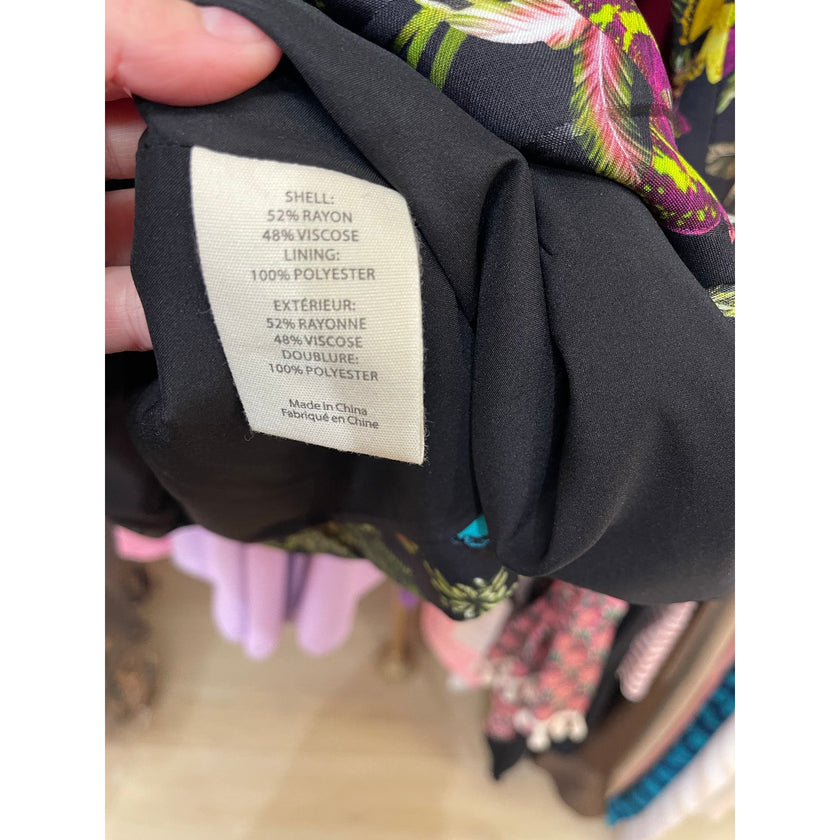 SHELL:
52% RAYON
48% VISCOSE
LINING:
100% POLYESTER
EXTÉRIEUR:
52% RAYONNE
48% VISCOSE
DOUBLURE:
100% POLYESTER
Made in China
Fabriqué en Chine